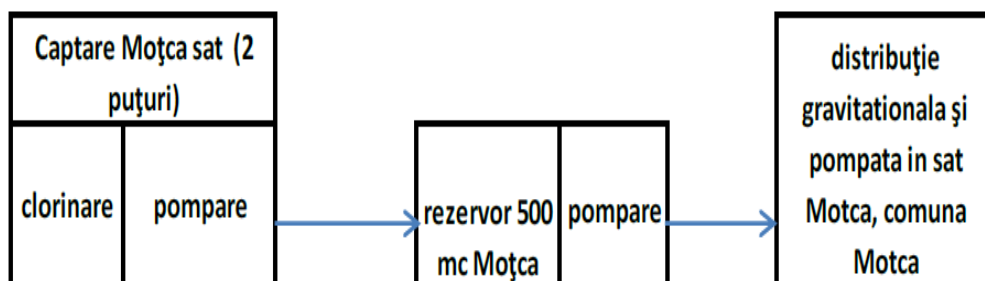 Captare Moţca sat (2
puţuri)
clorinare
pompare
rezervor 500
mc Moţca
pompare
distribuţie
gravitationala şi
pompata in sat
Motca, comuna
Motca